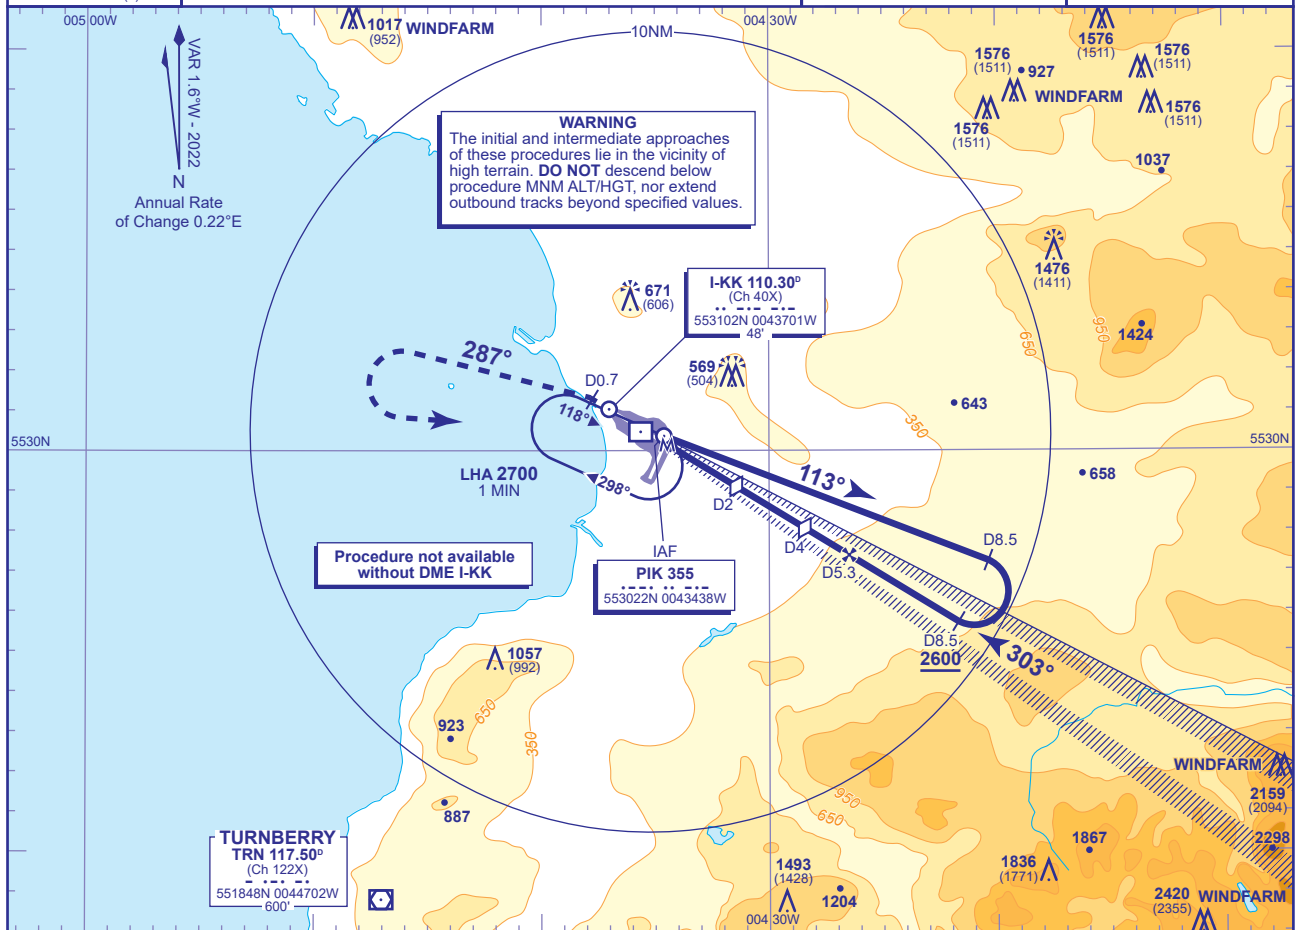 005 00W
1017
(952)
WINDFARM
10NM
004 30W
1576
(1511)
1576
(1511)
927
1576
(1511)
WINDFARM
1576
(1511)
1576
(1511)
1037
VAR 1.6°W - 2022
N
Annual Rate
of Change 0.22°E
WARNING
The initial and intermediate approaches
of these procedures lie in the vicinity of
high terrain. DO NOT descend below
procedure MNM ALT/HGT, nor extend
outbound tracks beyond specified values.
1476
(1411)
671
(606)
I-KK 110.30D
(Ch 40X)
553102N 0043701W
48'
650
950
1424
287°
D0.7
569
(504)
118°
643
350
5530N
5530N
LHA 2700
1 MIN
298°
M
113°
658
D2
D4
D5.3
D8.5
IAF
PIK 355
553022N 0043438W
Procedure not available
without DME I-KK
D8.5
2600
303°
1057
(992)
650
923
350
887
950
650
WINDFARM
2159
(2094)
2298
1867
1836
(1771)
TURNBERRY
TRN 117.50D
(Ch 122X)
551848N 0044702W
600'
1493
(1428)
1204
004 30W
2420
(2355)
WINDFARM